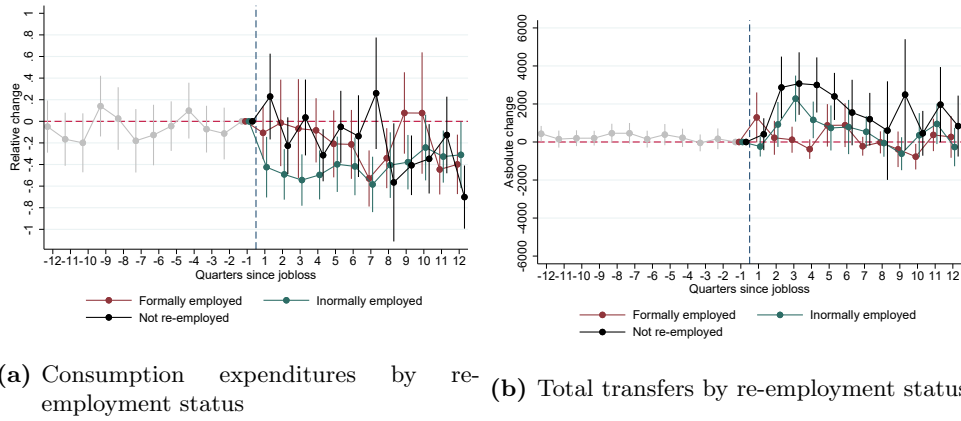 1
.8
.6
.4
.2
0
-.2
-.4
-.6
-.8
-1
Relative change
-12 -11 -10 -9 -8 -7 -6 -5 -4 -3 -2 -1 1 2 3 4 5 6 7 8 9 10 11 12
Quarters since jobloss
Formally employed Inormally employed
Not re-employed
(a) Consumption expenditures by re-
employment status
6000
4000
2000
0
-2000
-4000
-6000
Asbolute change
-12 -11 -10 -9 -8 -7 -6 -5 -4 -3 -2 -1 1 2 3 4 5 6 7 8 9 10 11 12
Quarters since jobloss
Formally employed Inormally employed
Not re-employed
(b) Total transfers by re-employment status